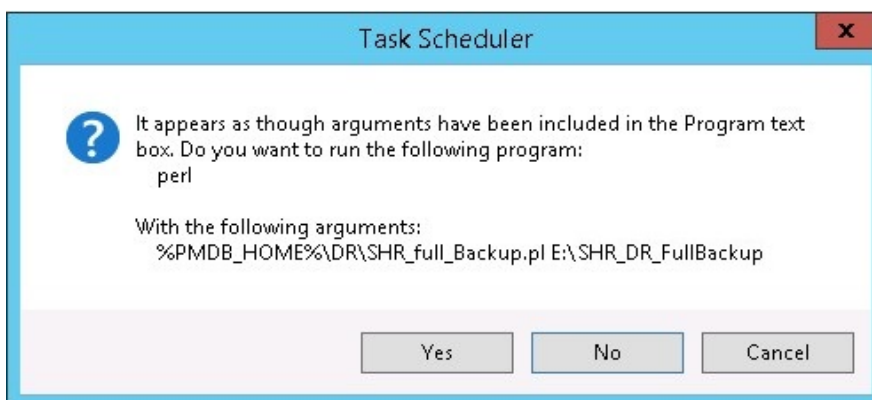 Task Scheduler
x
?
It appears as though arguments have been included in the Program text
box. Do you want to run the following program:
perl
With the following arguments:
%PMDB_HOME%\DR\SHR_full_Backup.pl E:\SHR_DR_FullBackup
Yes No Cancel